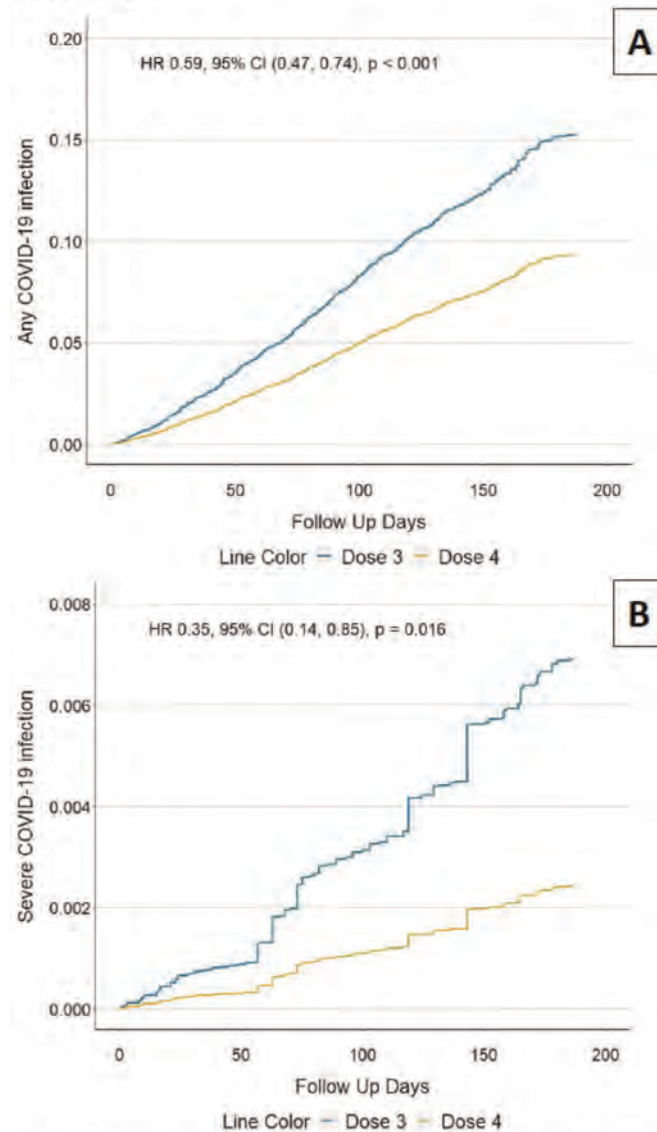 A
HR 0.59, 95% CI (0.47, 0.74), p < 0.001
Any COVID-19 infection
0.20
0.15
0.10
0.05
0.00
0 50 100 150 200
Follow Up Days
Line Color Dose 3 Dose 4
B
HR 0.35, 95% CI (0.14, 0.85), p = 0.016
Severe COVID-19 infection
0.008
0.006
0.004
0.002
0.000
0 50 100 150 200
Follow Up Days
Line Color Dose 3 Dose 4